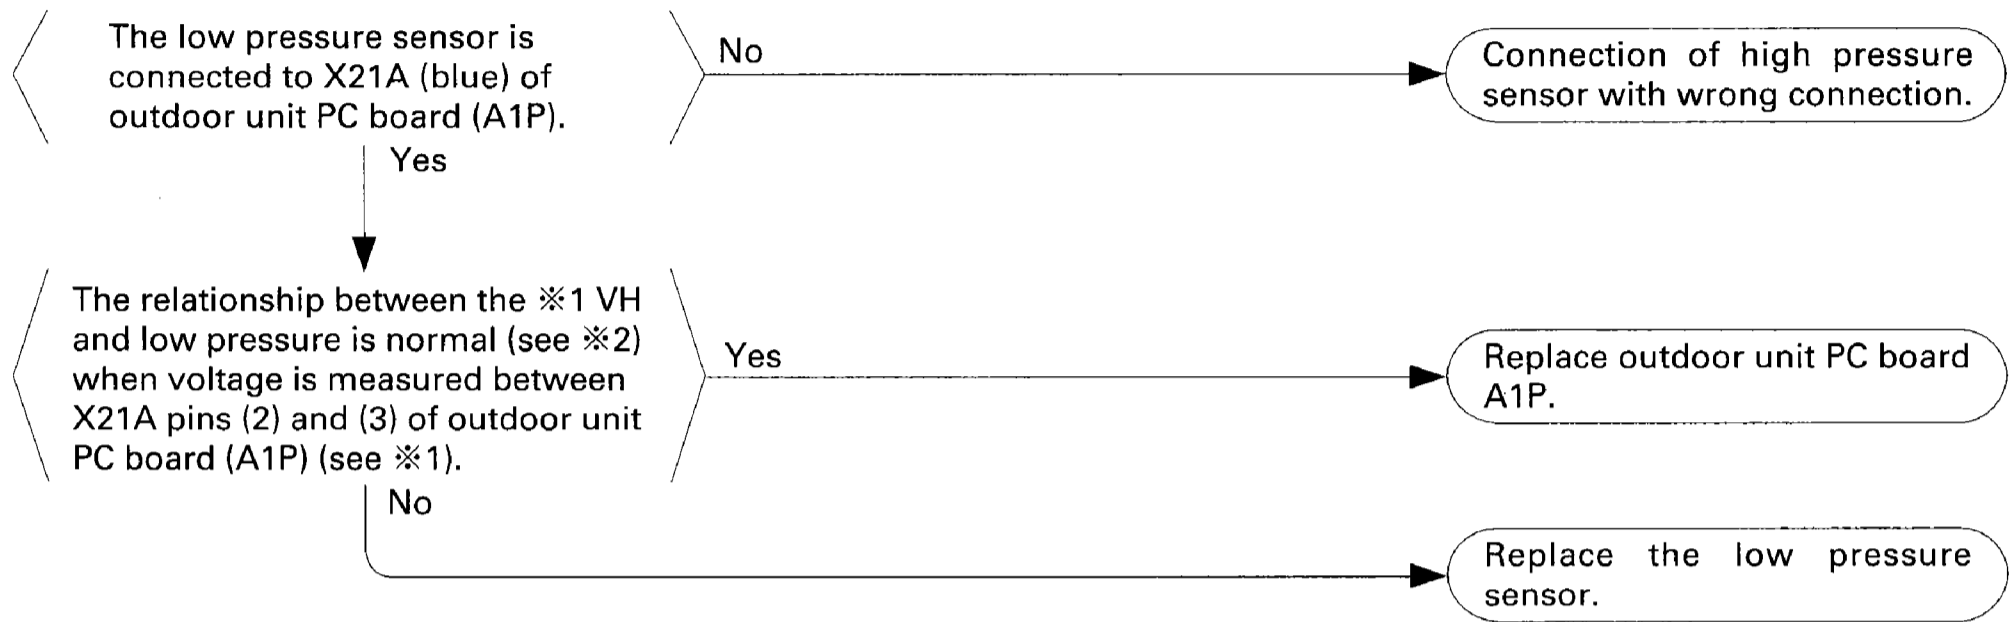 The low pressure sensor is
connected to X21A (blue) of
outdoor unit PC board (A1P).
No
Connection of high pressure
sensor with wrong connection.
Yes
The relationship between the ※1 VH
and low pressure is normal (see ※2)
when voltage is measured between
X21A pins (2) and (3) of outdoor unit
PC board (A1P) (see ※1).
Yes
Replace outdoor unit PC board
A1P.
No
Replace the low pressure
sensor.